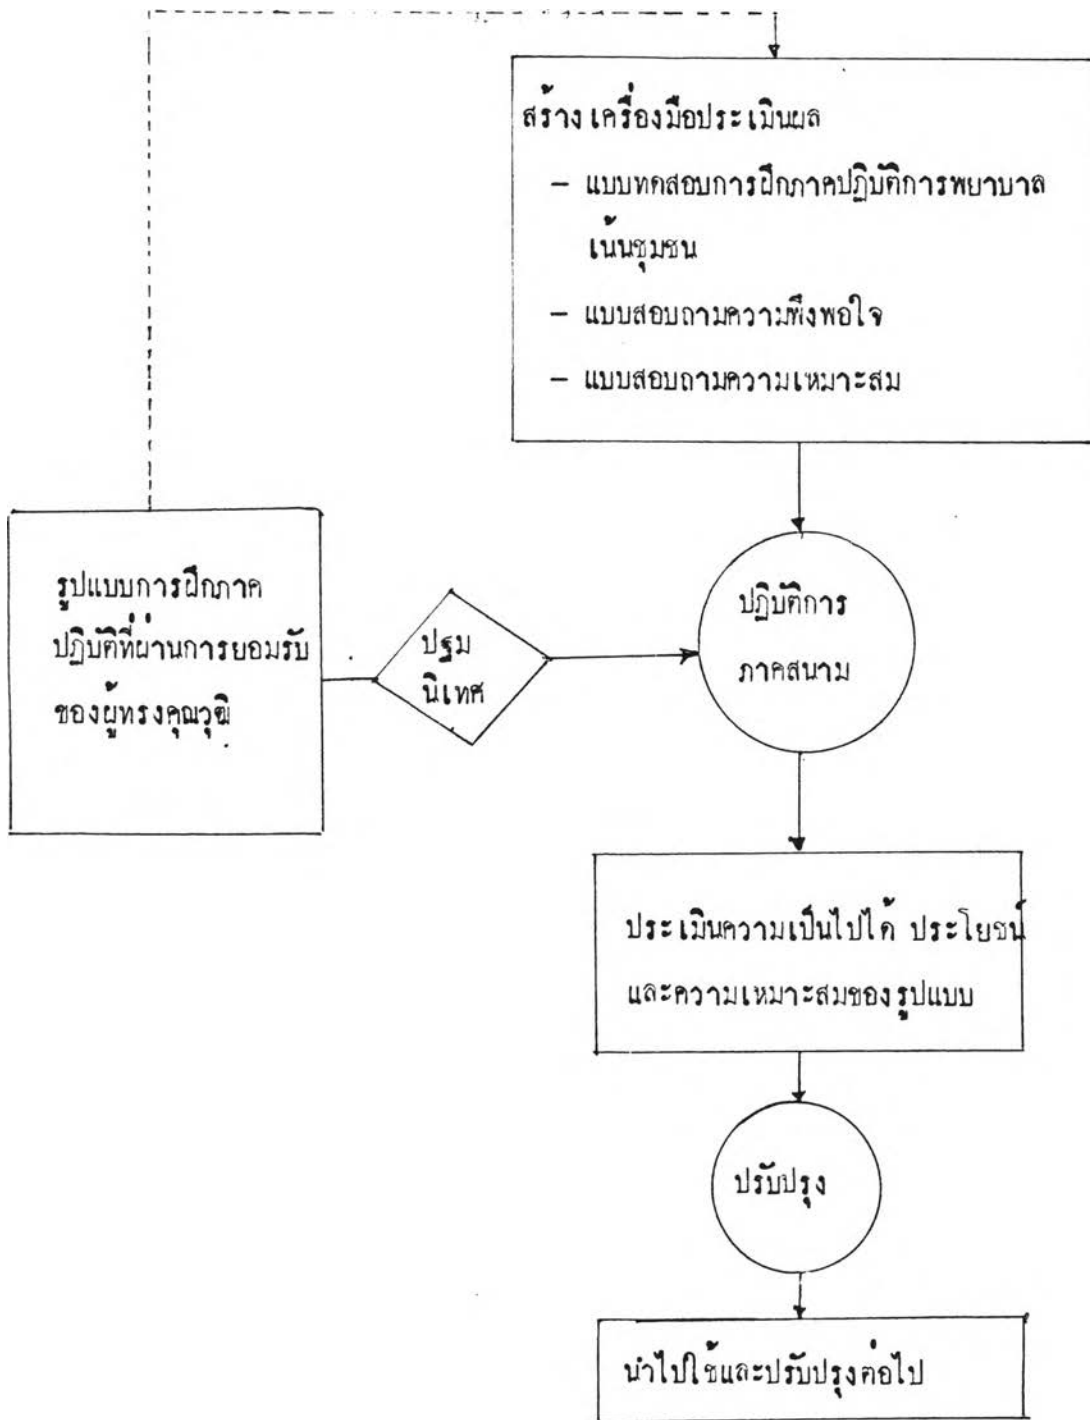 สร้างเครื่องมือประเมินผล
- แบบทดสอบการฝึกภาคปฏิบัติการพยาบาล
เน้นชุมชน
- แบบสอบถามความพึงพอใจ
- แบบสอบถามความเหมาะสม
รูปแบบการฝึกภาค
ปฏิบัติที่ผ่านการยอมรับ
ของผู้ทรงคุณวุฒิ
ปฐม
นิเทศ
ปฏิบัติการ
ภาคสนาม
ประเมินความเป็นไปได้ ประโยชน์
และความเหมาะสมของรูปแบบ
ปรับปรุง
นำไปใช้และปรับปรุงต่อไป